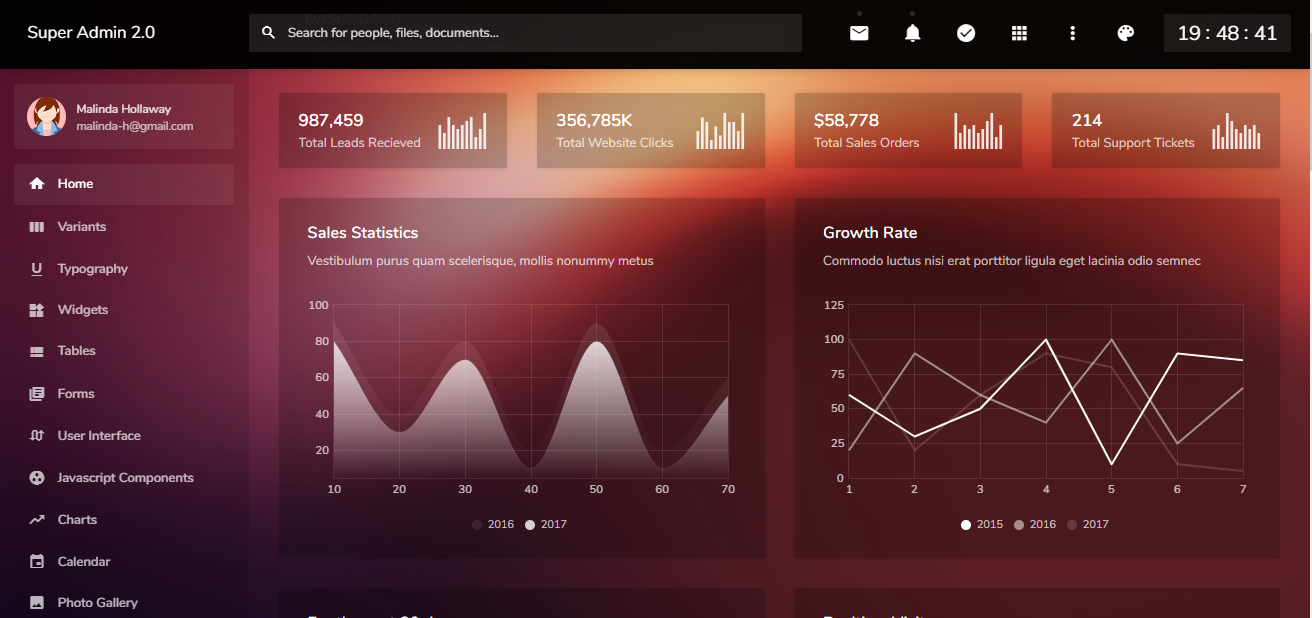 Super Admin 2.0
DASHBOARD
Search for people, files, documents...
19 : 48 : 41
Malinda Hollaway
malinda-h@gmail.com
Home
Variants
Typography
Widgets
Tables
Forms
User Interface
Javascript Components
Charts
Calendar
Photo Gallery
987,459
Total Leads Recieved
356,785K
Total Website Clicks
$58,778
Total Sales Orders
214
Total Support Tickets
Sales Statistics
Vestibulum purus quam scelerisque, mollis nonummy metus
100
80
60
40
20
10 20 30 40 50 60 70
2016 2017
Growth Rate
Commodo luctus nisi erat porttitor ligula eget lacinia odio semnec
125
100
75
50
25
0
1 2 3 4 5 6 7
2015 2016 2017